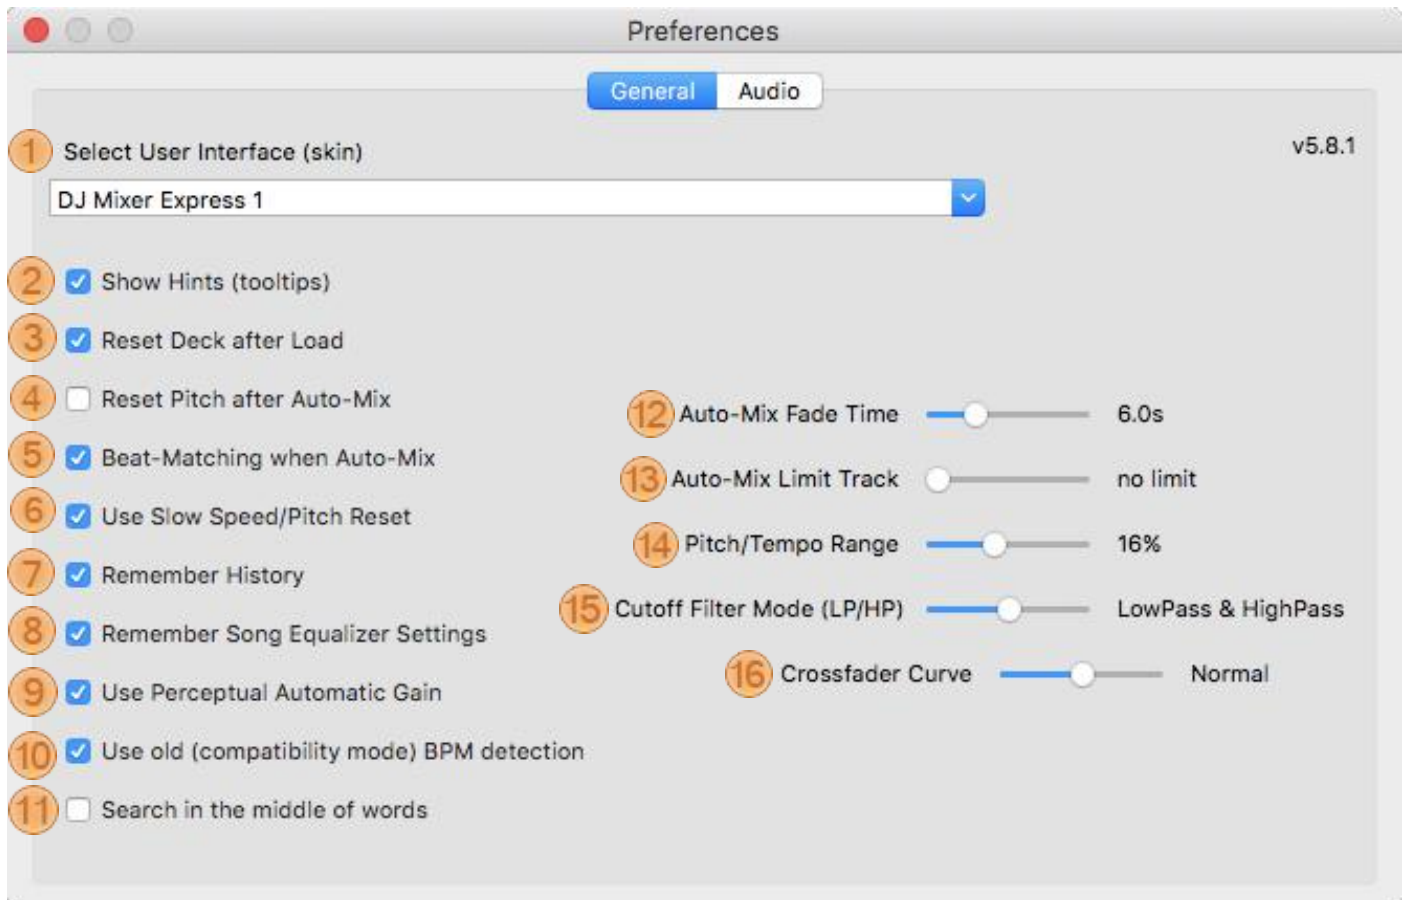 Preferences
General Audio
1 Select User Interface (skin) v5.8.1
DJ Mixer Express 1
2 Show Hints (tooltips)
3 Reset Deck after Load
4 Reset Pitch after Auto-Mix
12 Auto-Mix Fade Time 6.0s
5 Beat-Matching when Auto-Mix
13 Auto-Mix Limit Track no limit
6 Use Slow Speed/Pitch Reset
14 Pitch/Tempo Range 16%
7 Remember History
15 Cutoff Filter Mode (LP/HP) LowPass & HighPass
8 Remember Song Equalizer Settings
16 Crossfader Curve Normal
9 Use Perceptual Automatic Gain
10 Use old (compatibility mode) BPM detection
11 Search in the middle of words